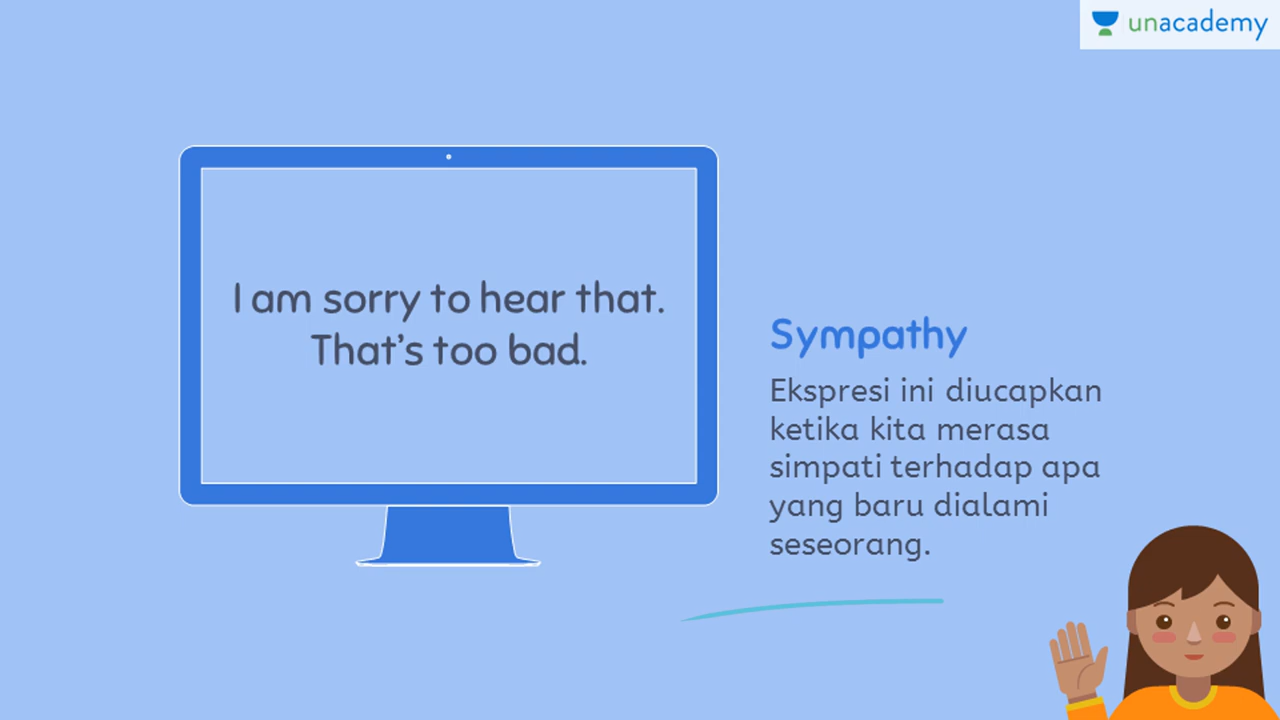 unacademy
I am sorry to hear that.
That's too bad.
Sympathy
Ekspresi ini diucapkan
ketika kita merasa
simpati terhadap apa
yang baru dialami
seseorang.